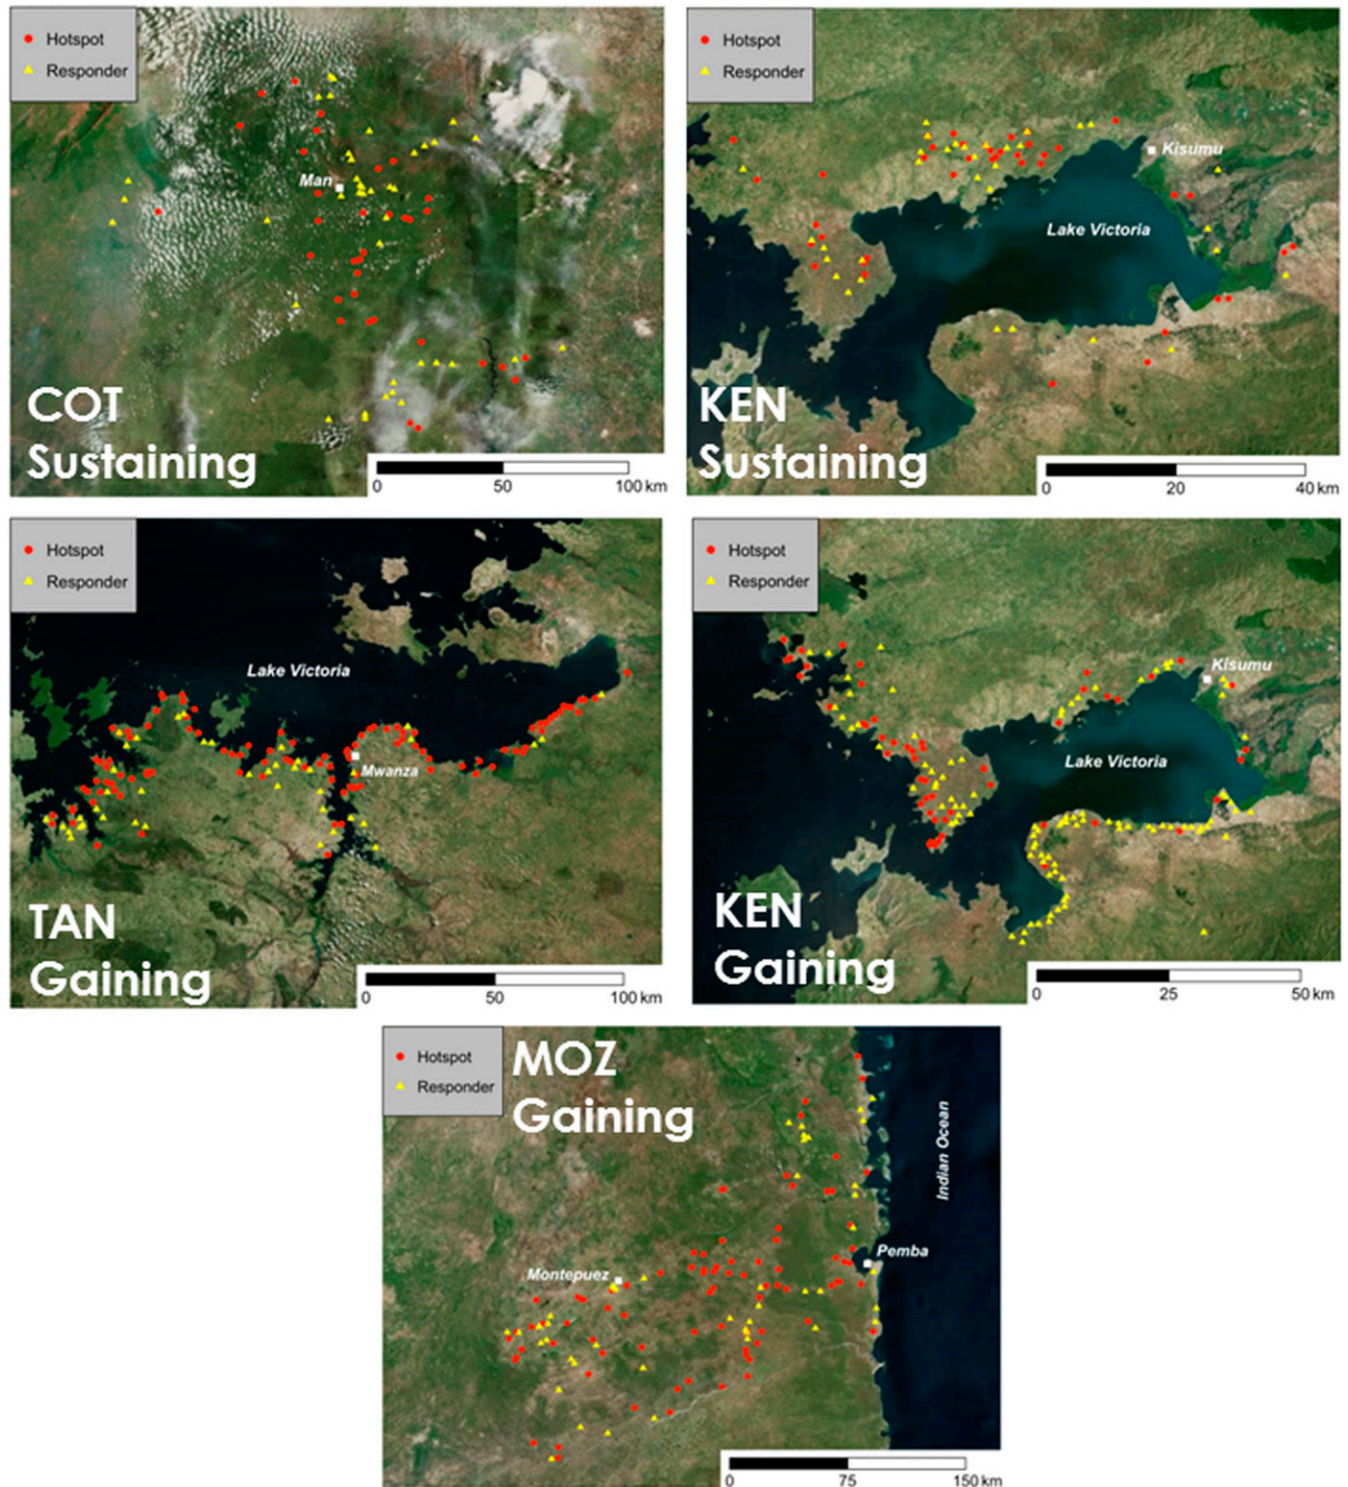 Hotspot
Responder
Man
COT
Sustaining
0
50
100 km
Hotspot
Responder
Kisumu
Lake Victoria
KEN
Sustaining
0
20
40 km
Hotspot
Responder
Lake Victoria
Mwanza
TAN
Gaining
0
50
100 km
Hotspot
Responder
Kisumu
Lake Victoria
KEN
Gaining
0
25
50 km
Hotspot
Responder
MOZ
Gaining
Indian Ocean
Pemba
Montepuez
0
75
150 km